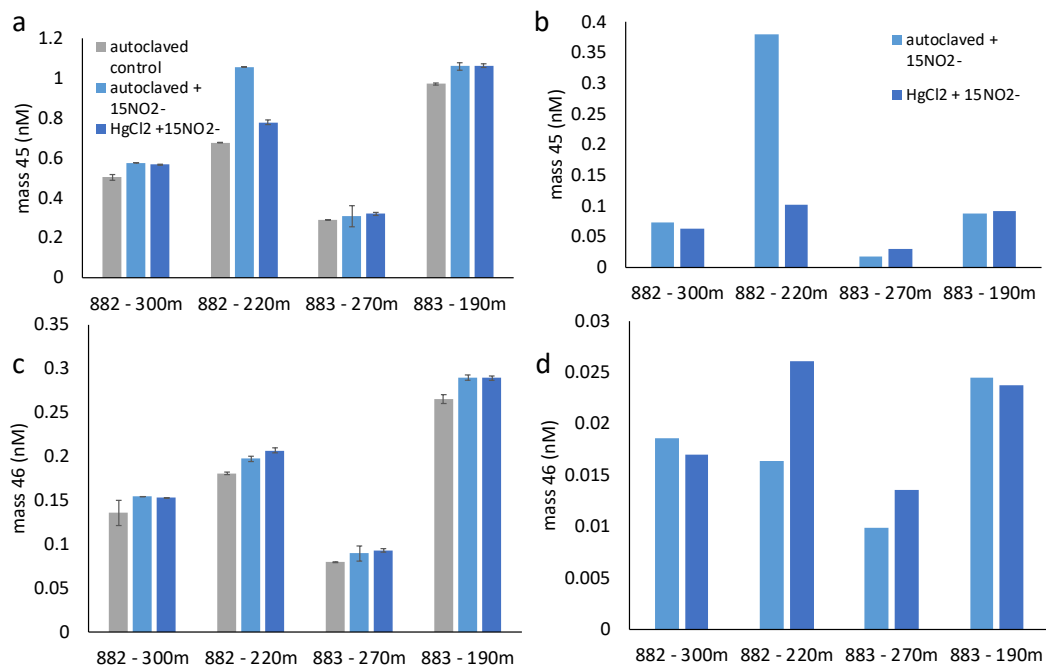 a
mass 45 (nM)
1.2
1
0.8
0.6
0.4
0.2
0
autoclaved
control
autoclaved +
15NO2-
HgCl2 +15NO2-
882 - 300m 882 - 220m 883 - 270m 883 - 190m
b
mass 45 (nM)
0.4
0.35
0.3
0.25
0.2
0.15
0.1
0.05
0
autoclaved +
15NO2-
HgCl2 + 15NO2-
882 - 300m 882 - 220m 883 - 270m 883 - 190m
c
mass 46 (nM)
0.35
0.3
0.25
0.2
0.15
0.1
0.05
0
882 - 300m 882 - 220m 883 - 270m 883 - 190m
d
mass 46 (nM)
0.03
0.025
0.02
0.015
0.01
0.005
0
882 - 300m 882 - 220m 883 - 270m 883 - 190m